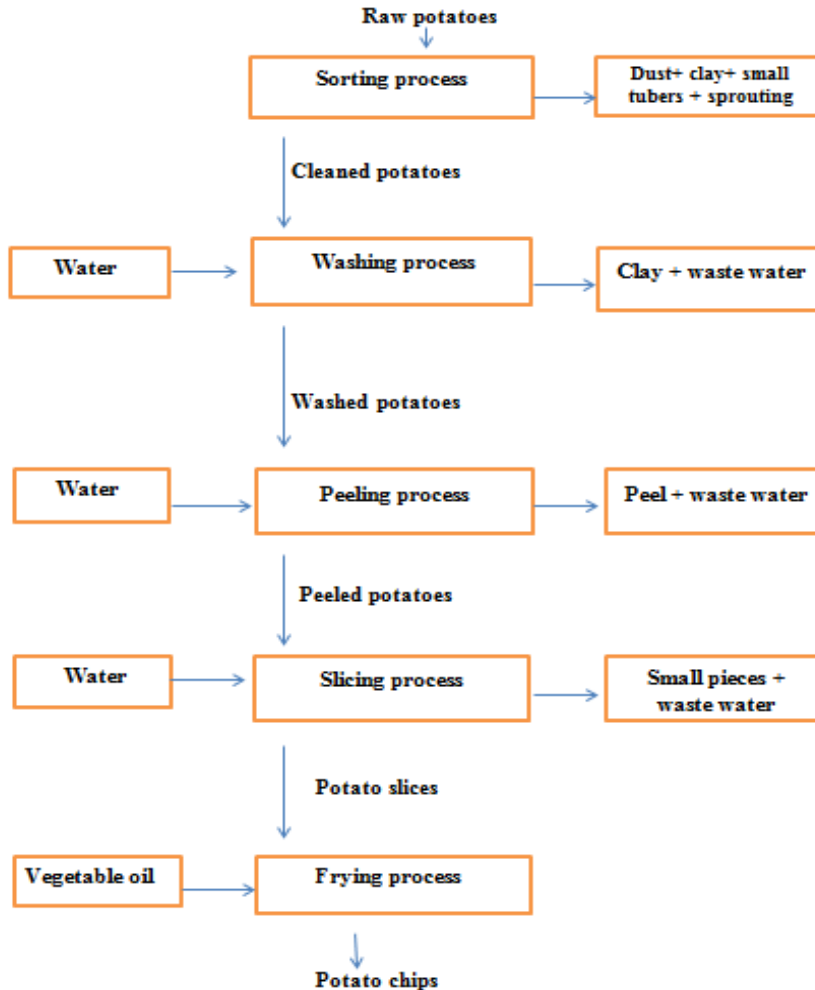 Raw potatoes
Sorting process
Dust+ clay+ small
tubers + sprouting
Cleaned potatoes
Water
Washing process
Clay + waste water
Washed potatoes
Water
Peeling process
Peel + waste water
Peeled potatoes
Water
Slicing process
Small pieces +
waste water
Potato slices
Vegetable oil
Frying process
Potato chips